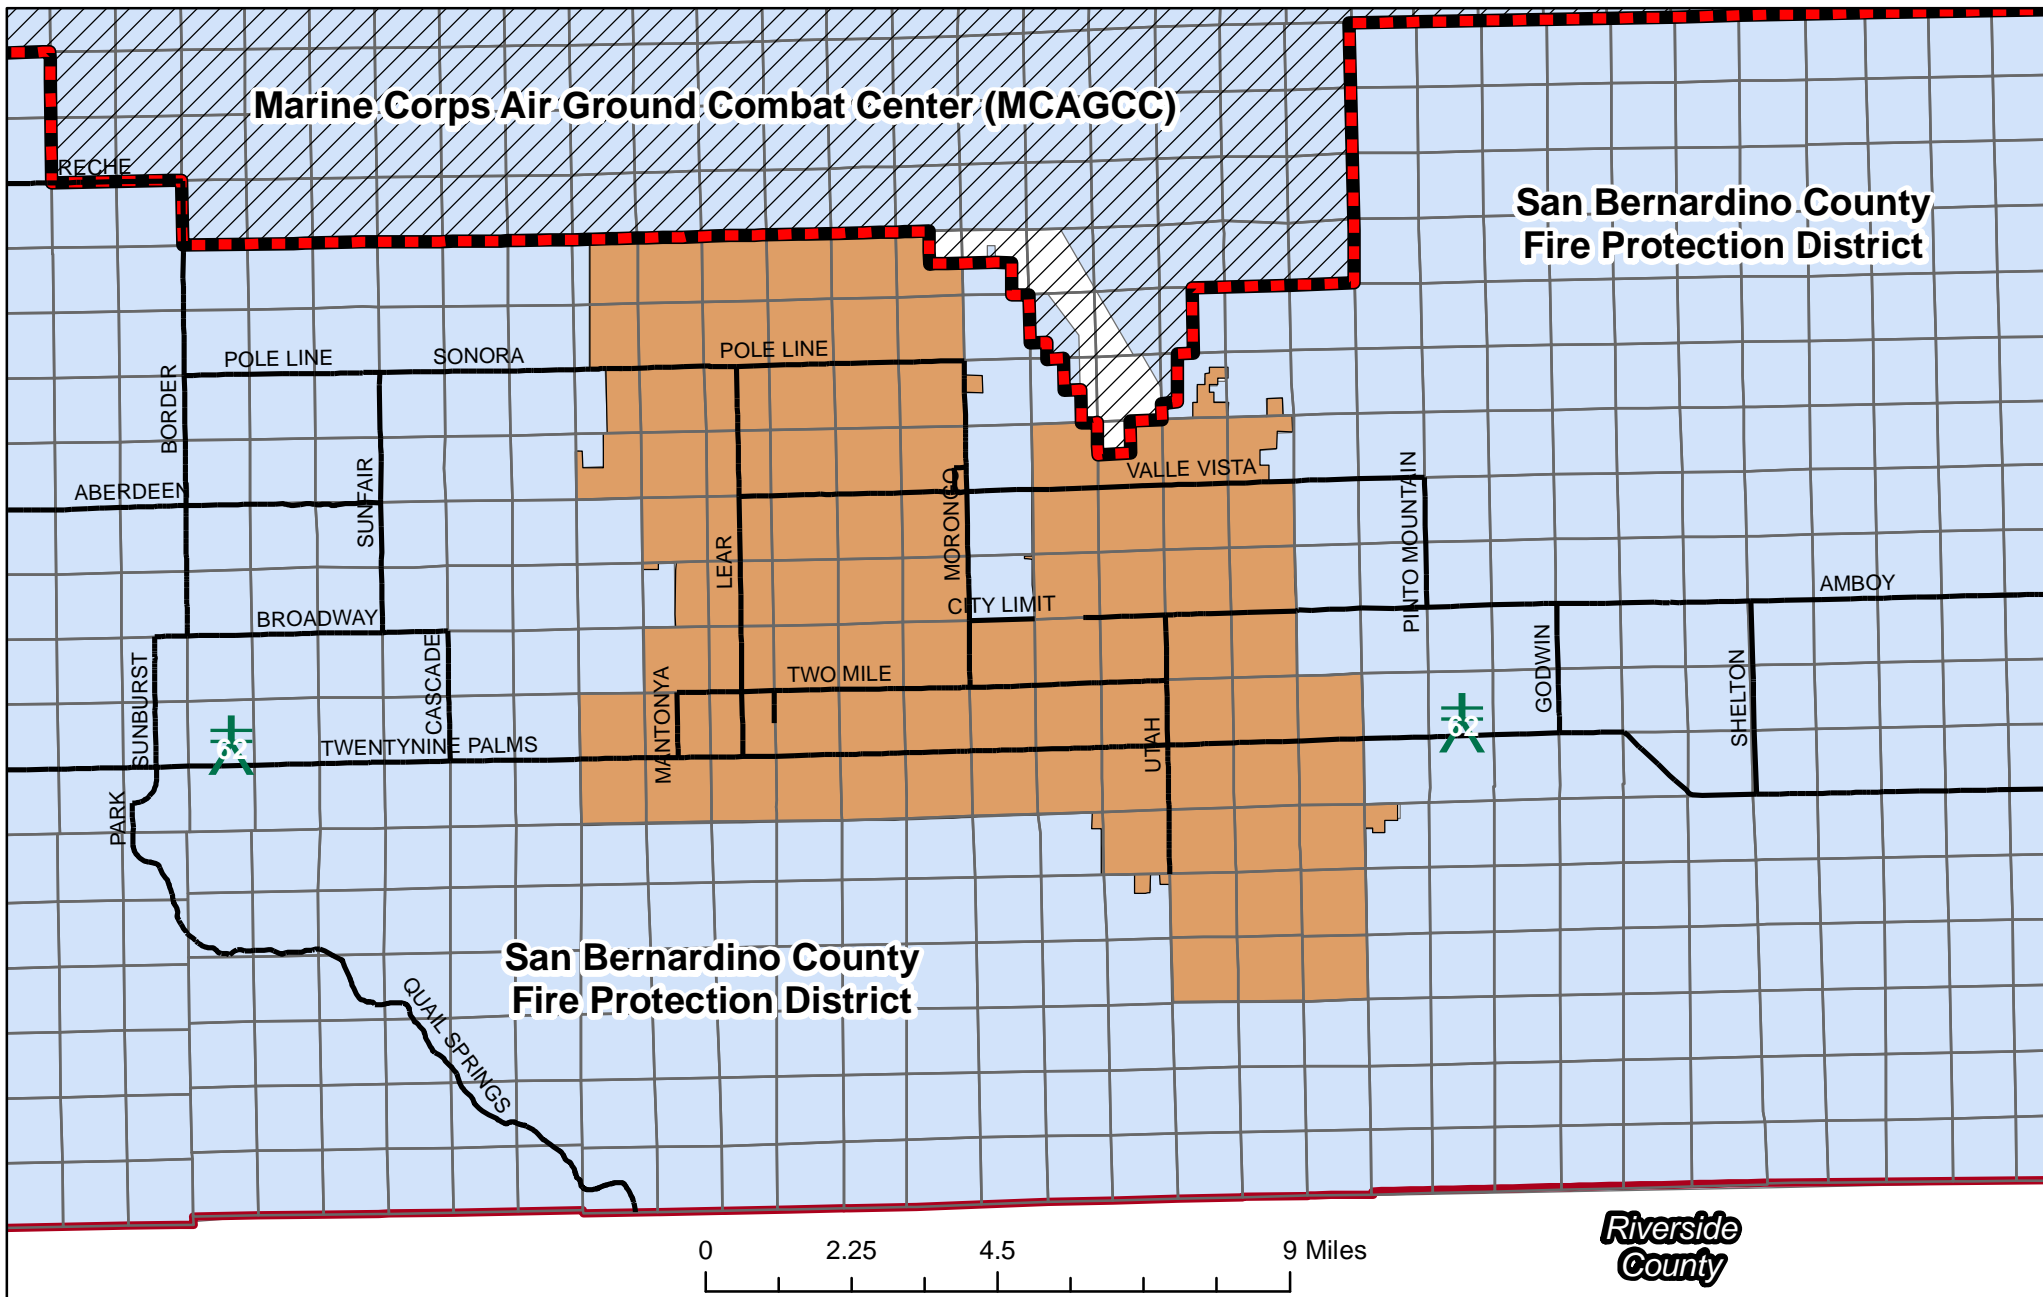 Marine Corps Air Ground Combat Center (MCAGCC)
RECHE
San Bernardino County
Fire Protection District
POLE LINE
SONORA
POLE LINE
BORDER
SUNFAIR
ABERDEEN
VALLE VISTA
MORONGO
PINTO MOUNTAIN
LEAR
AMBOY
CITY LIMIT
BROADWAY
SUNBURST
CASCADE
MANTONYA
TWO MILE
GODWIN
SHELTON
UTAH
62
62
TWENTYNINE PALMS
PARK
San Bernardino County
Fire Protection District
QUAIL SPRINGS
Riverside
County
0 2.25 4.5 9 Miles